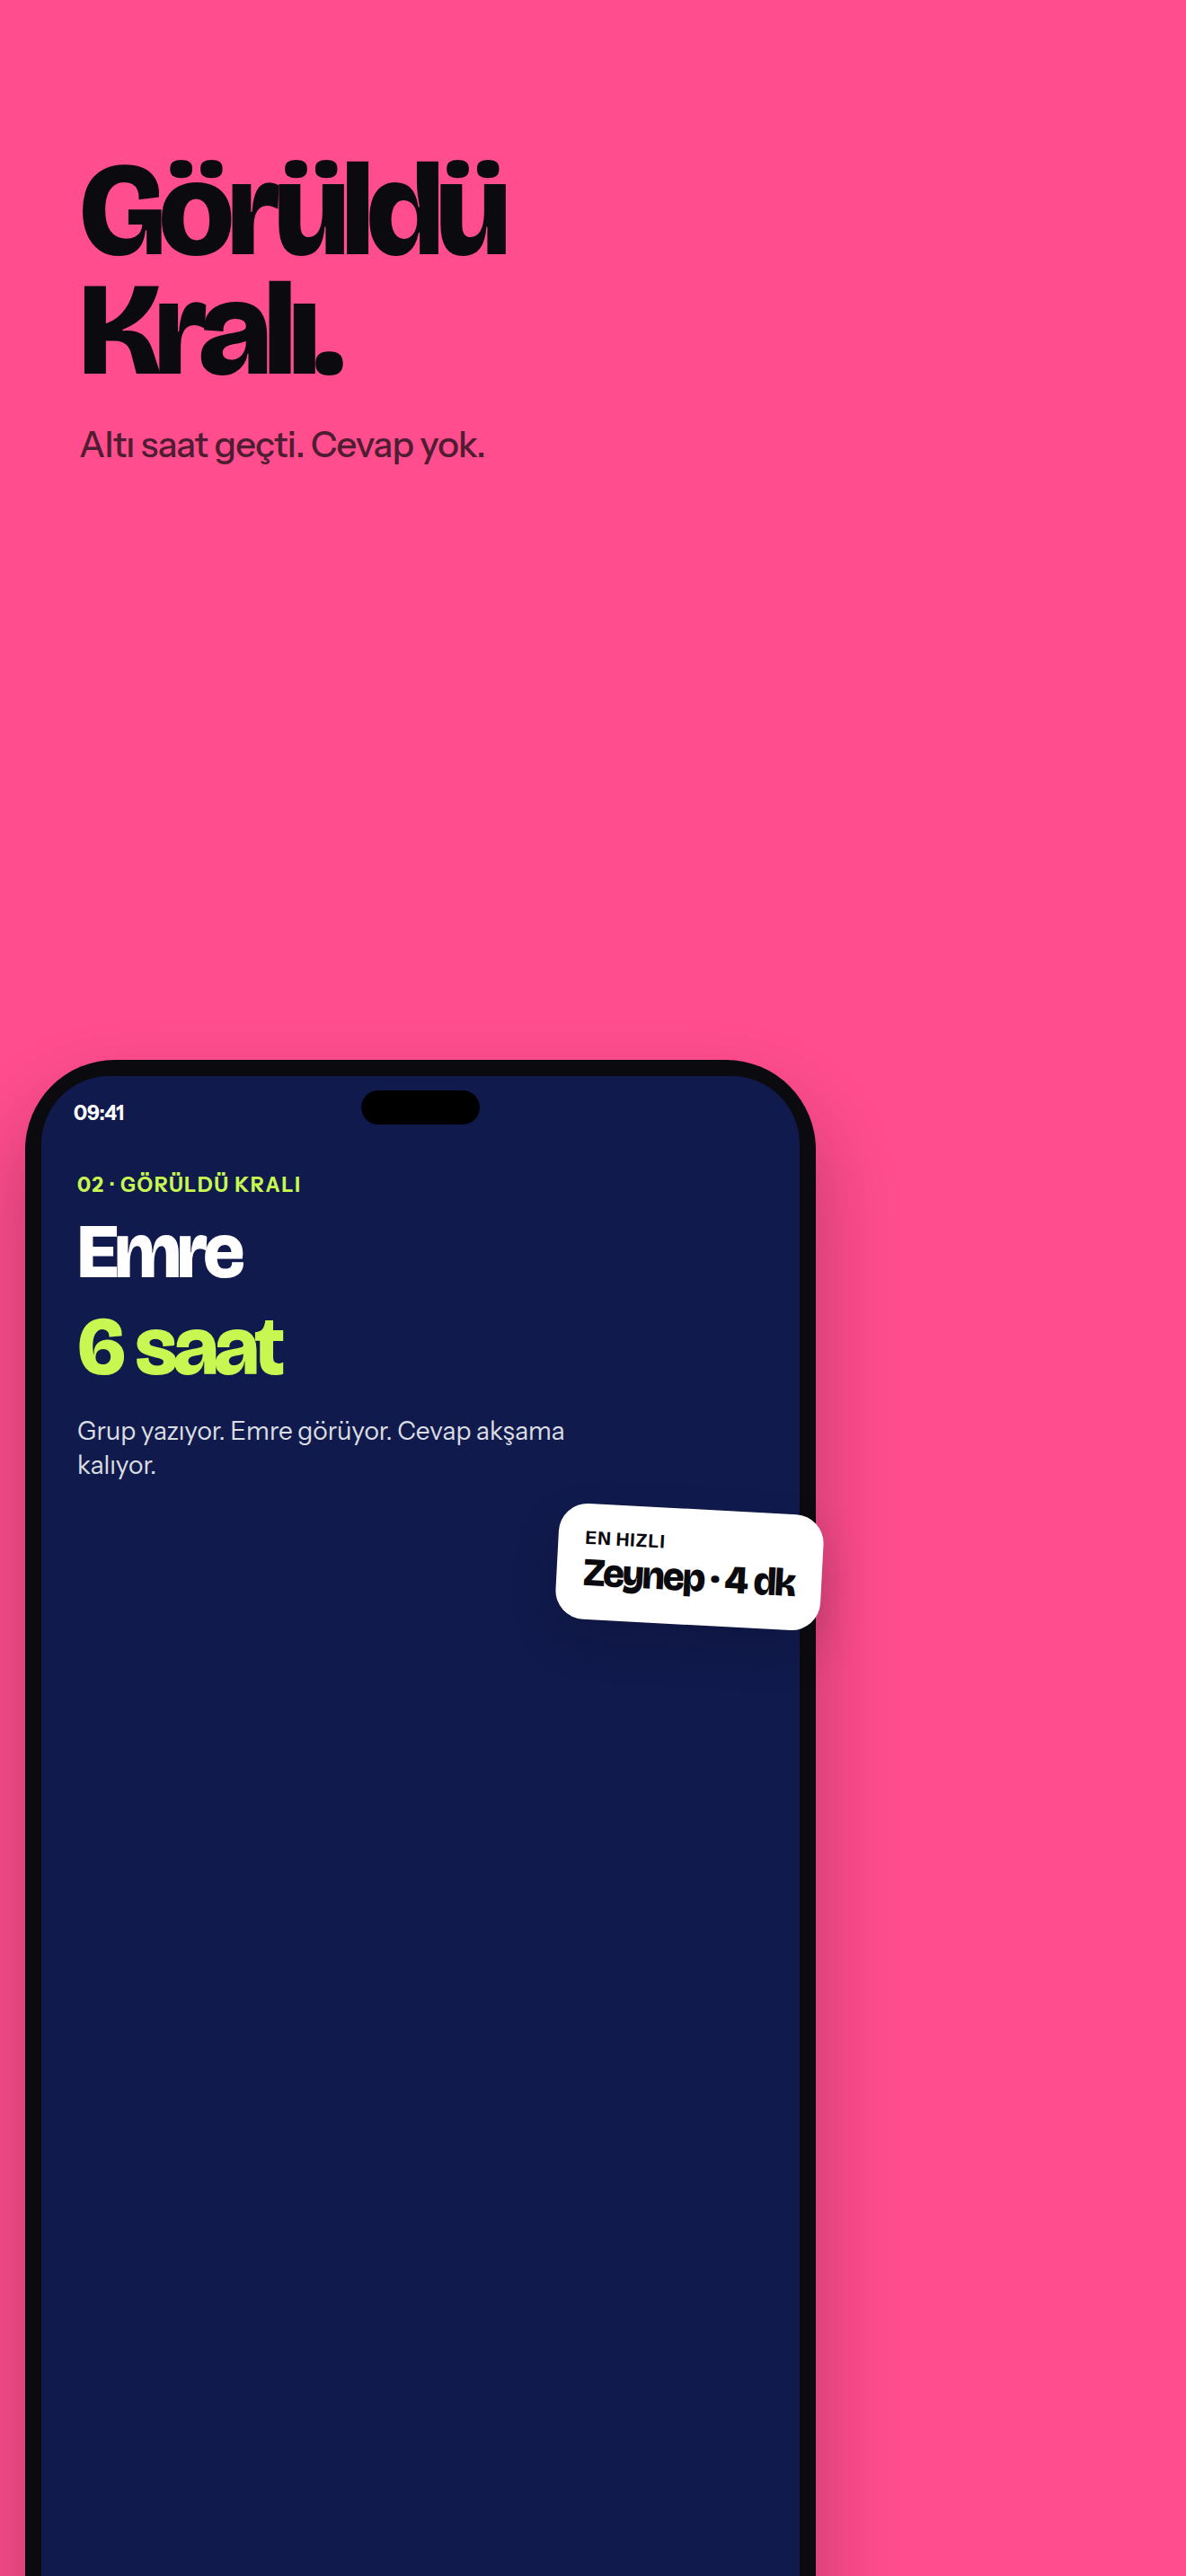 Görüldü
Kralı.
Altı saat geçti. Cevap yok.
09:41
02 · GÖRÜLDÜ KRALI
Emre
6 saat
Grup yazıyor. Emre görüyor. Cevap akşama
kalıyor.
EN HIZLI
Zeynep · 4 dk